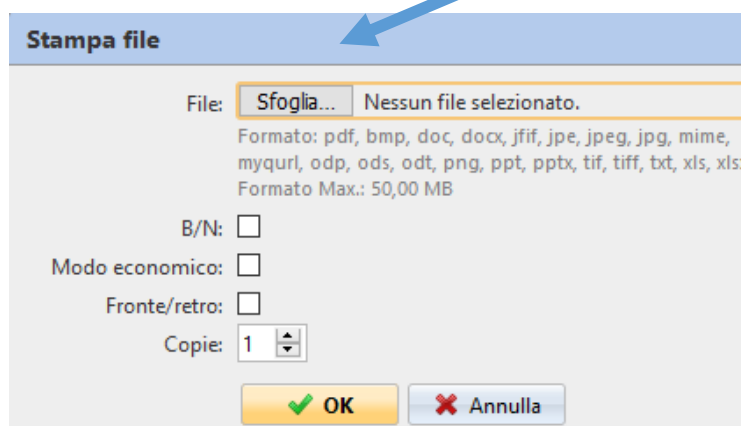 Stampa file
File: Sfoglia... Nessun file selezionato.
Formato: pdf, bmp, doc, docx, jfif, jpe, jpeg, jpg, mime,
myqurl, odp, ods, odt, png, ppt, pptx, tif, tiff, txt, xls,
Formato Max.: 50,00 MB
B/N:
Modo economico:
Fronte/retro:
Copie: 1
OK Annulla